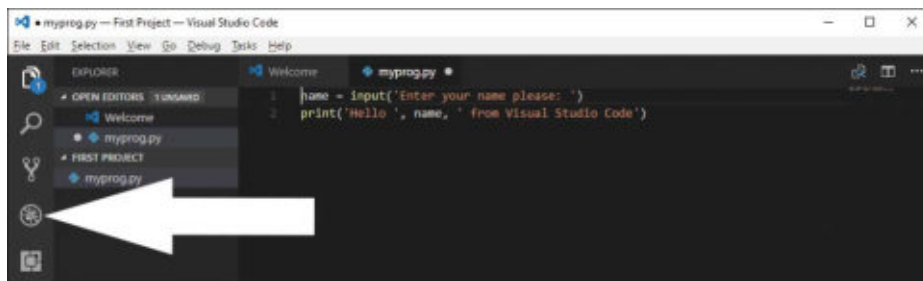 • myprog.py — First Project — Visual Studio Code
File Edit Selection View Go Debug Tasks Help
EXPLORER
Welcome
myprog.py ●
OPEN EDITORS 1 UNSAVED
1 name = input('Enter your name please: ')
Welcome
2 print('Hello ', name, ' from Visual Studio Code')
● myprog.py
FIRST PROJECT
myprog.py
1